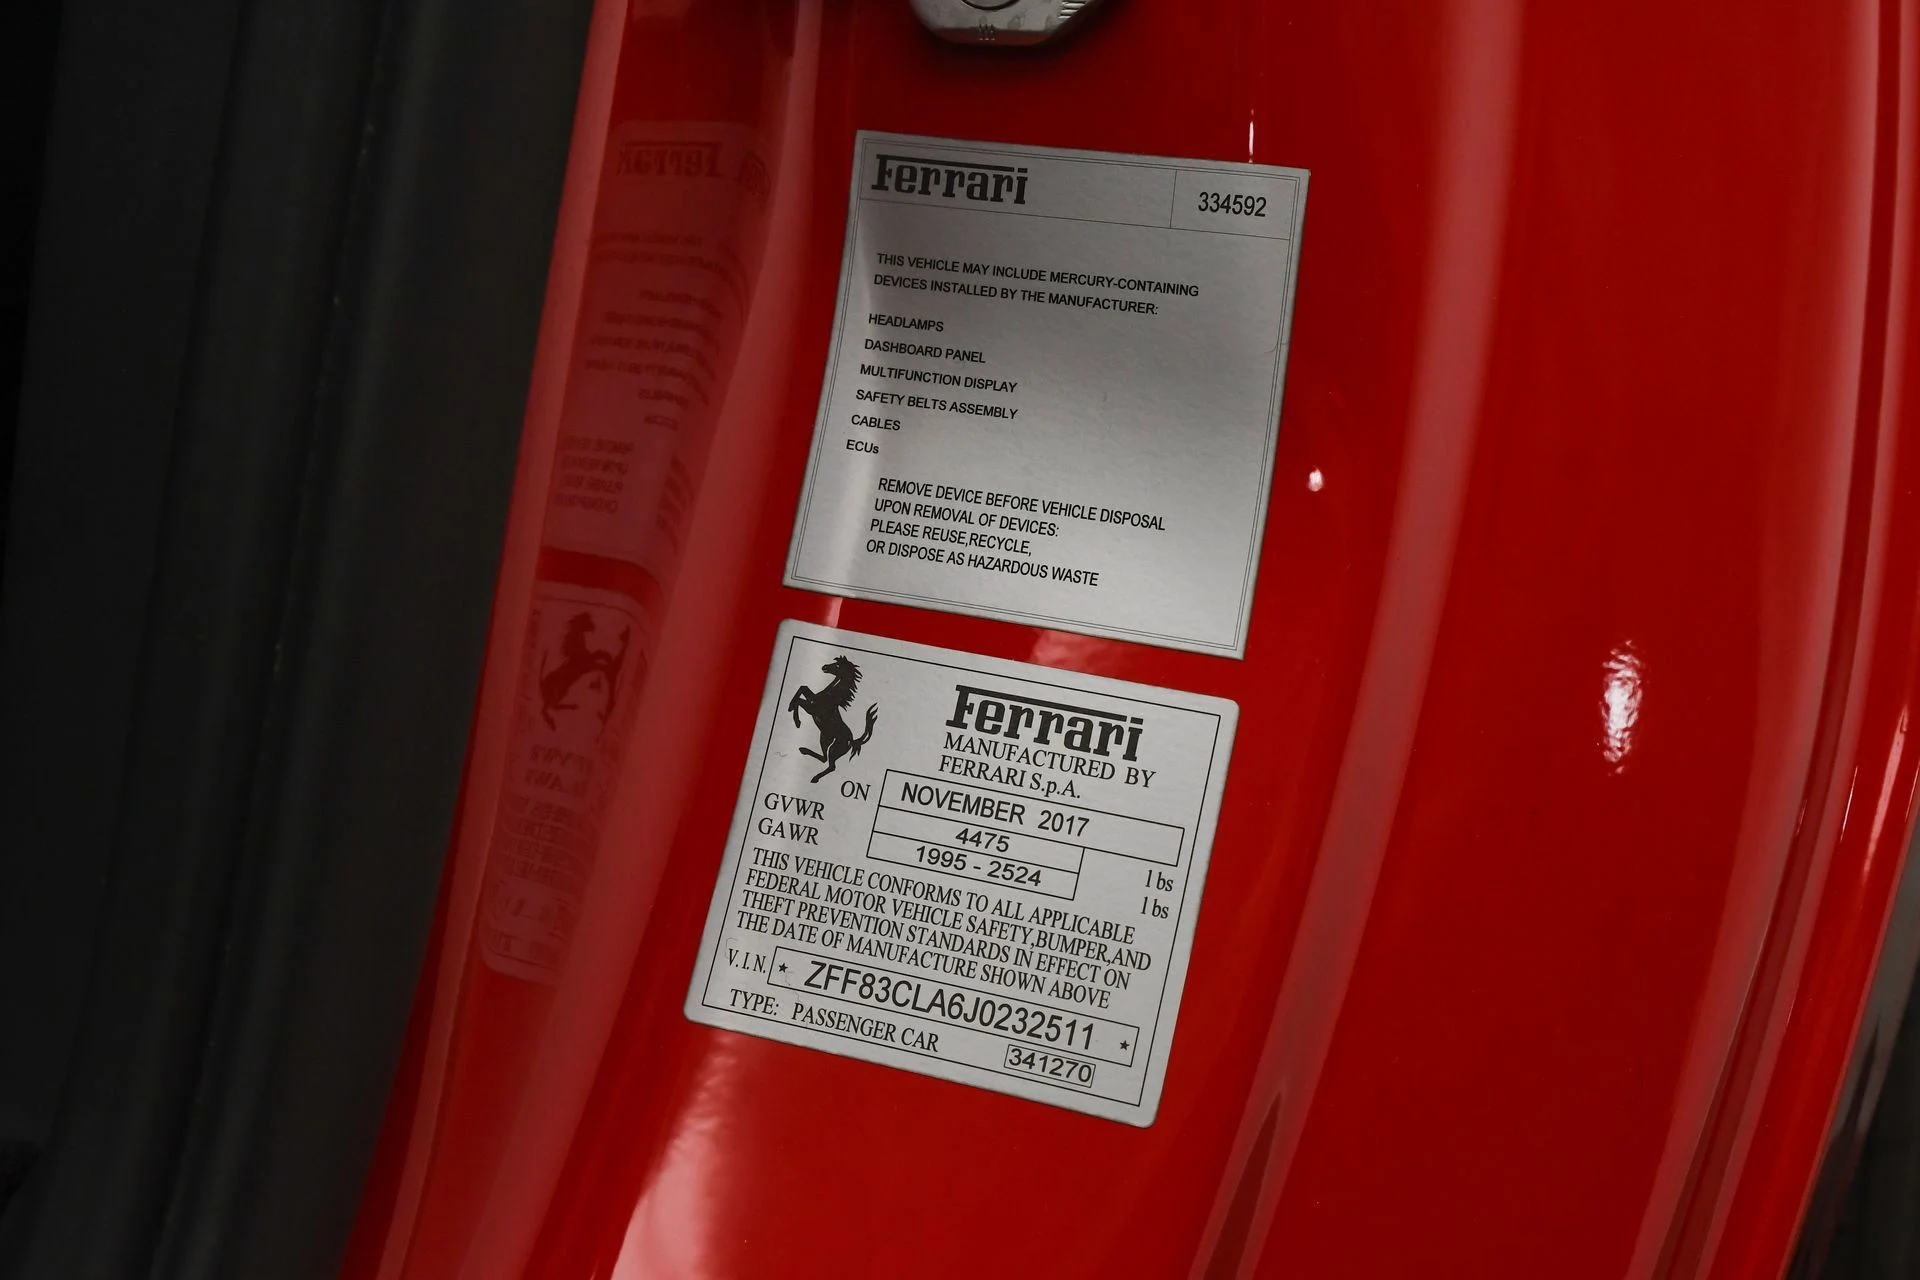 Ferrari 334592
THIS VEHICLE MAY INCLUDE MERCURY-CONTAINING
DEVICES INSTALLED BY THE MANUFACTURER:
HEADLAMPS
DASHBOARD PANEL
MULTIFUNCTION DISPLAY
SAFETY BELTS ASSEMBLY
CABLES
ECUs
REMOVE DEVICE BEFORE VEHICLE DISPOSAL
UPON REMOVAL OF DEVICES:
PLEASE REUSE,RECYCLE,
OR DISPOSE AS HAZARDOUS WASTE
Ferrari
MANUFACTURED BY
FERRARI S.p.A.
ON NOVEMBER 2017
GVWR 4475 lbs
GAWR 1995 - 2524 lbs
THIS VEHICLE CONFORMS TO ALL APPLICABLE
FEDERAL MOTOR VEHICLE SAFETY,BUMPER,AND
THEFT PREVENTION STANDARDS IN EFFECT ON
THE DATE OF MANUFACTURE SHOWN ABOVE
V.I.N. * ZFF83CLA6J0232511 *
TYPE: PASSENGER CAR 341270